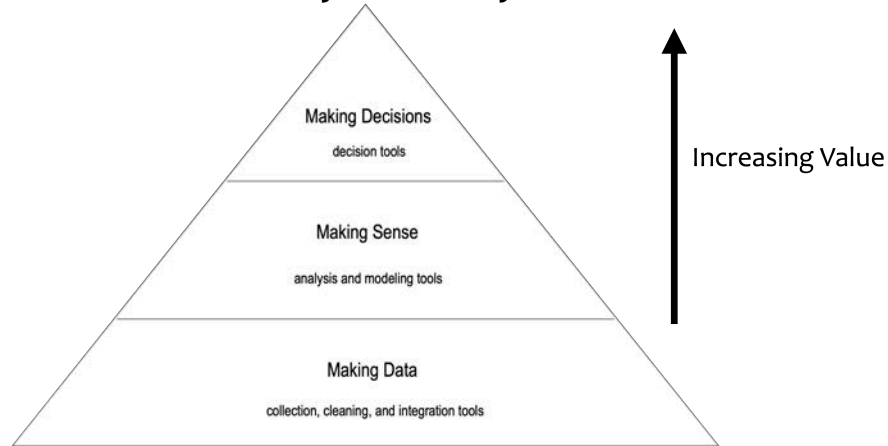 Making Decisions
decision tools
Increasing Value
Making Sense
analysis and modeling tools
Making Data
collection, cleaning, and integration tools